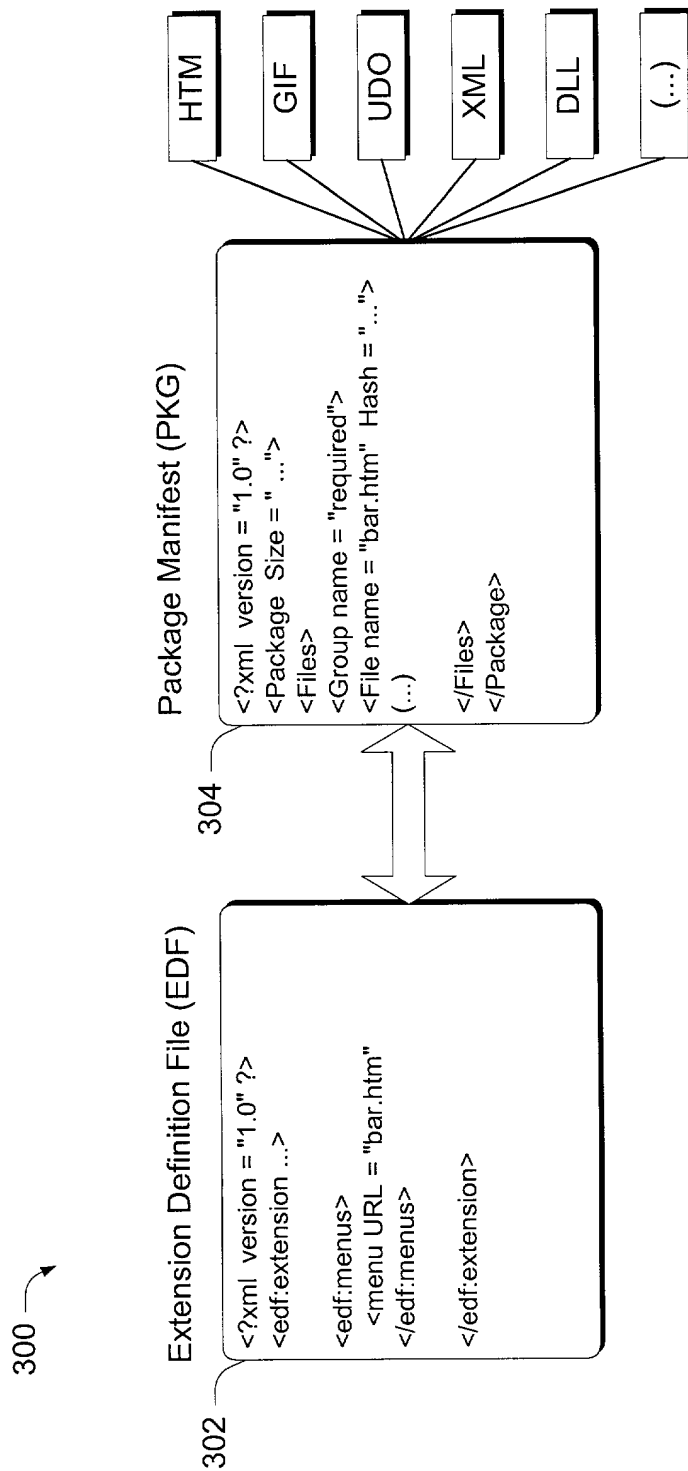 300
Extension Definition File (EDF)
302
<?xml version = "1.0" ?>
<edf:extension ...>
<edf:menus>
<menu URL = "bar.htm"
</edf:menus>
</edf:extension>
Package Manifest (PKG)
304
<?xml version = "1.0" ?>
<Package Size = " ...">
<Files>
<Group name = "required">
<File name = "bar.htm" Hash = "...">
(...)
</Files>
</Package>
HTM
GIF
UDO
XML
DLL
(...)